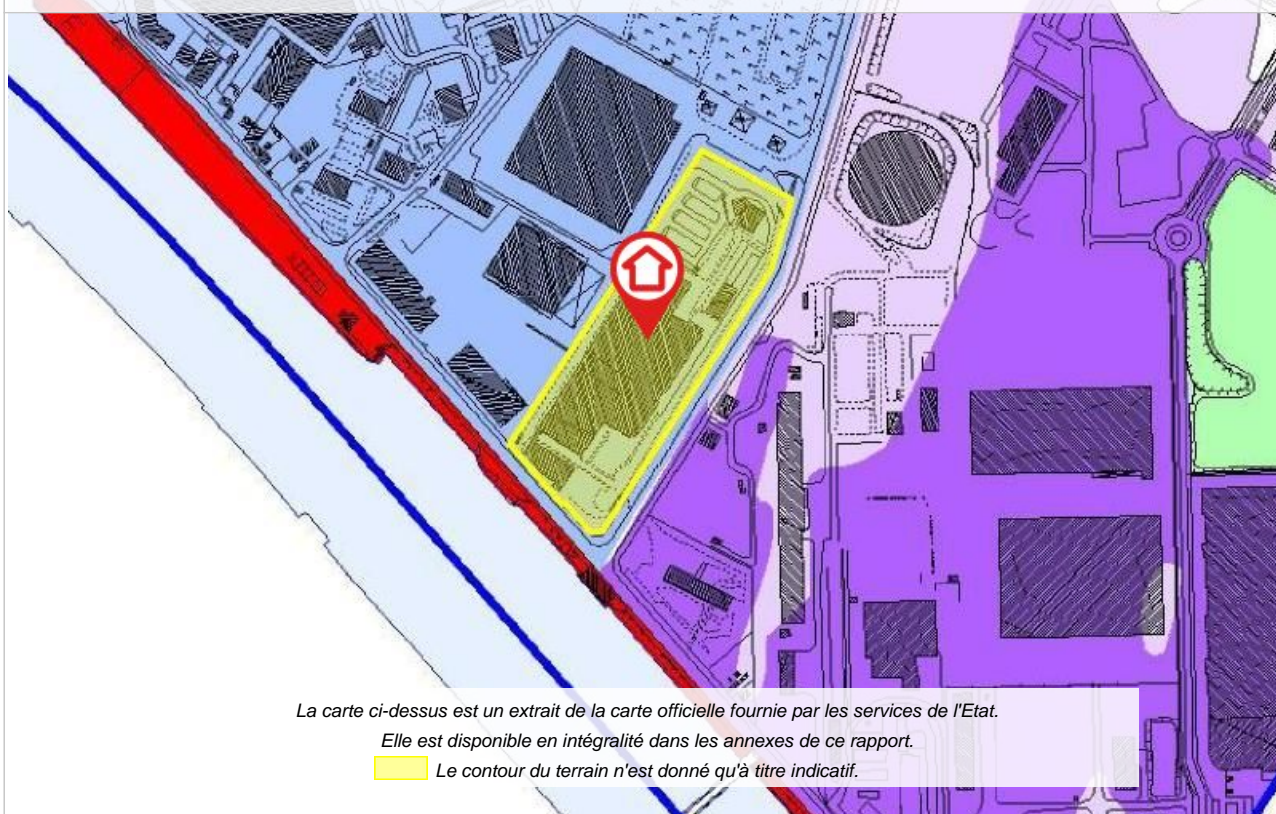 La carte ci-dessus est un extrait de la carte officielle fournie par les services de l'Etat.
Elle est disponible en intégralité dans les annexes de ce rapport.
Le contour du terrain n'est donné qu'à titre indicatif.